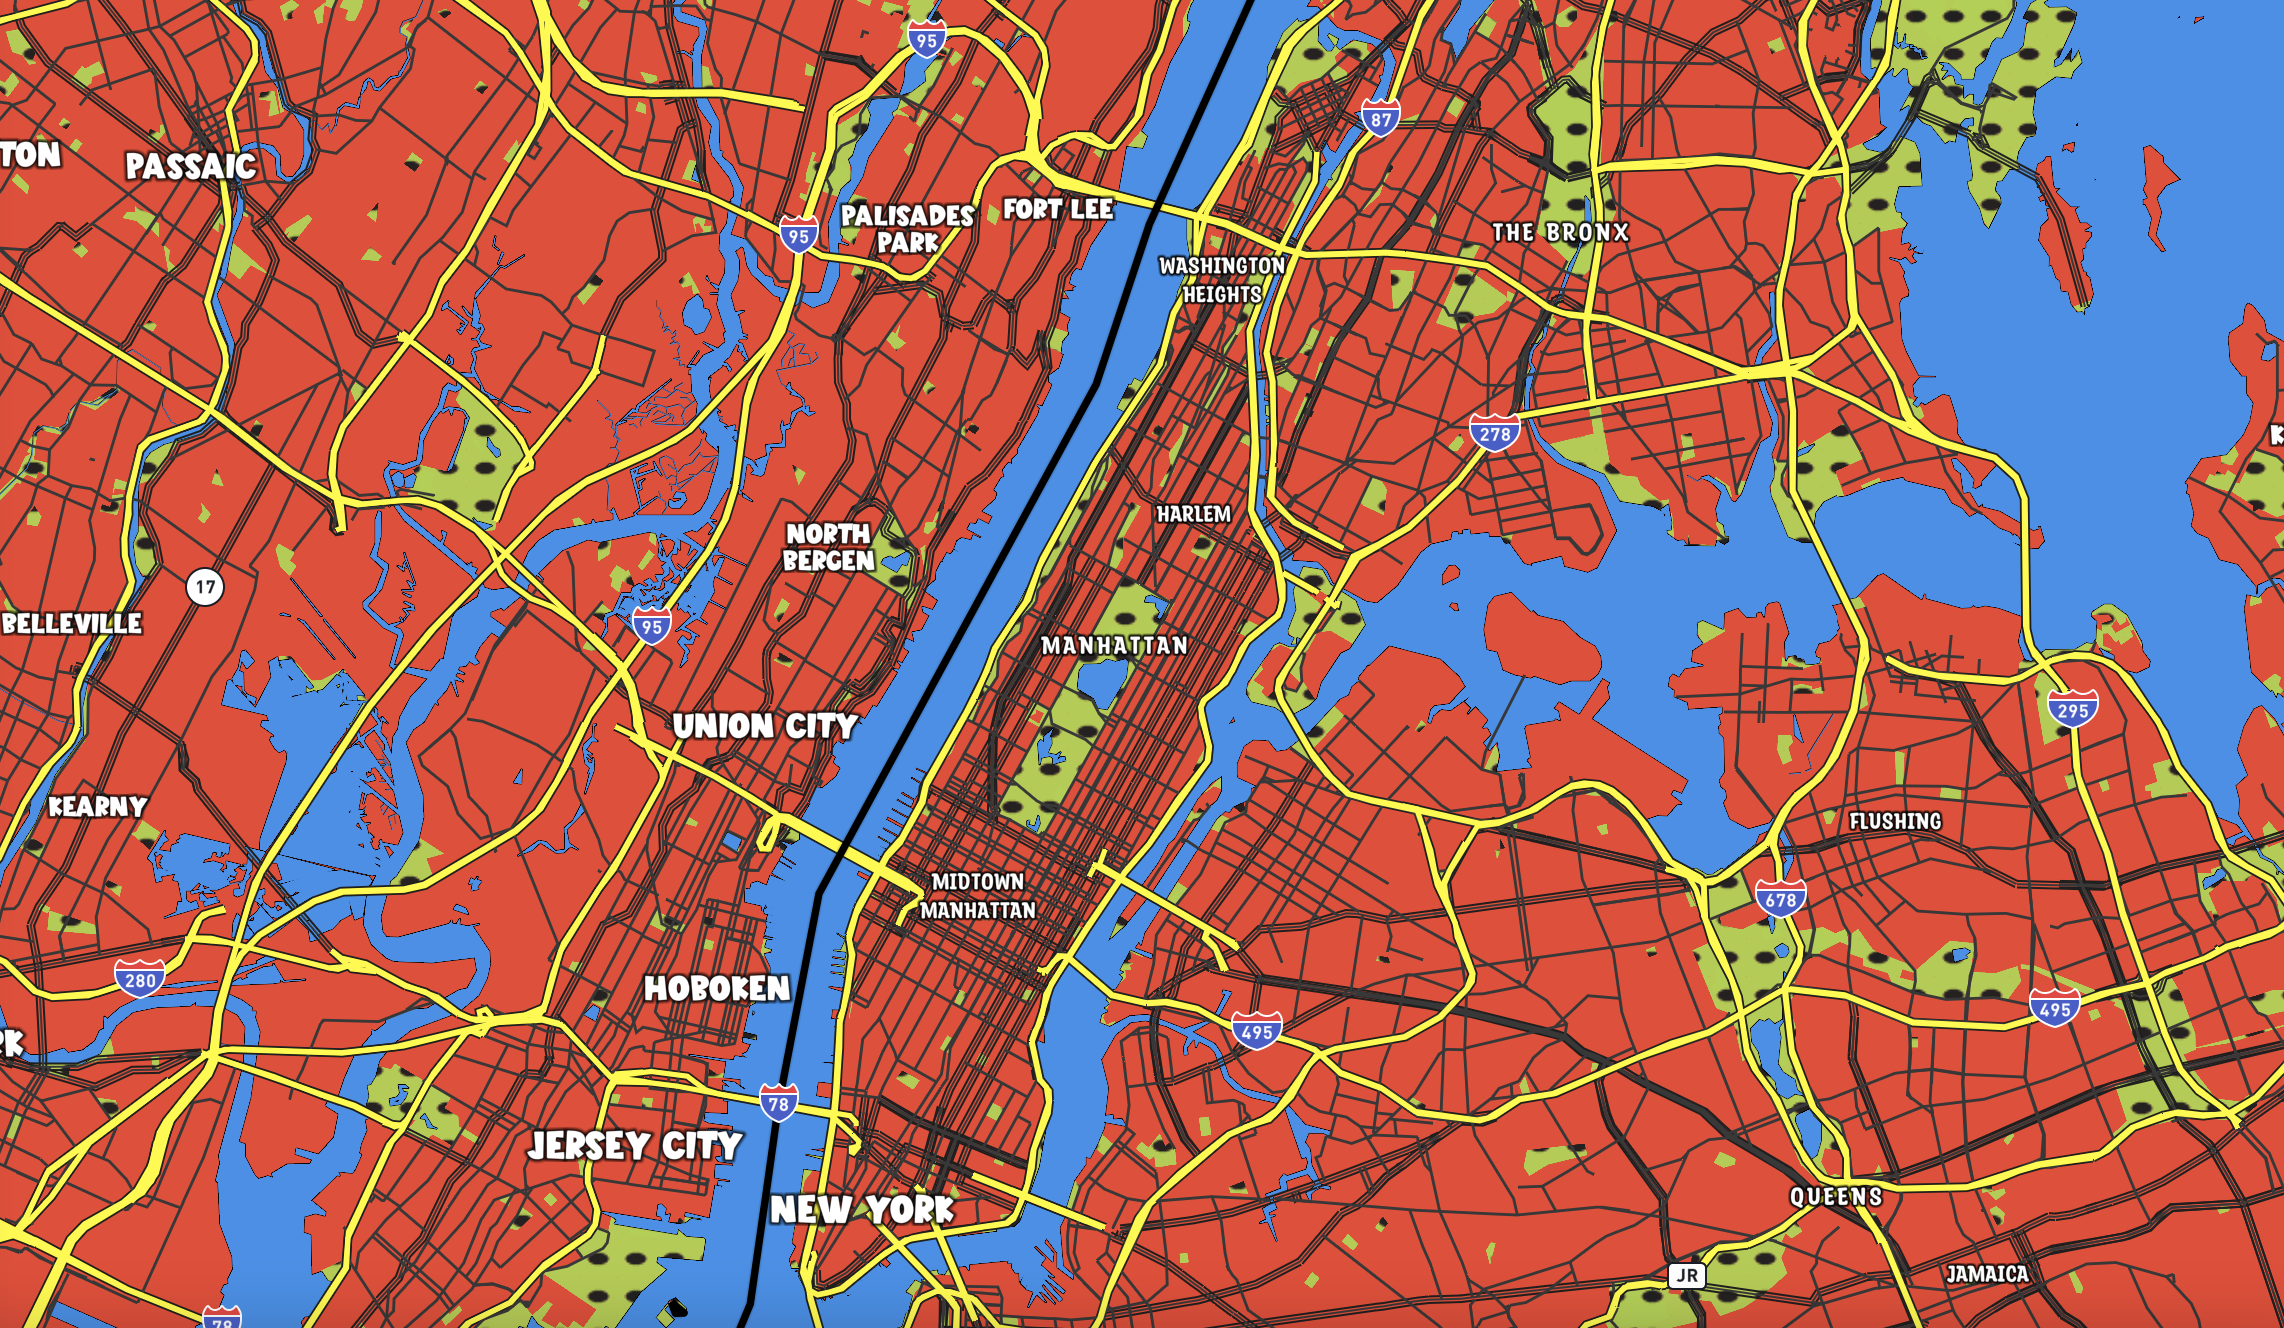 95
87
TON
PASSAIC
PALISADES
PARK
FORT LEE
95
THE BRONX
WASHINGTON
HEIGHTS
278
K
HARLEM
NORTH
BERGEN
17
BELLEVILLE
95
MANHATTAN
295
UNION CITY
KEARNY
FLUSHING
MIDTOWN
MANHATTAN
678
280
HOBOKEN
495
495
RK
78
JERSEY CITY
NEW YORK
QUEENS
JR
JAMAICA
78